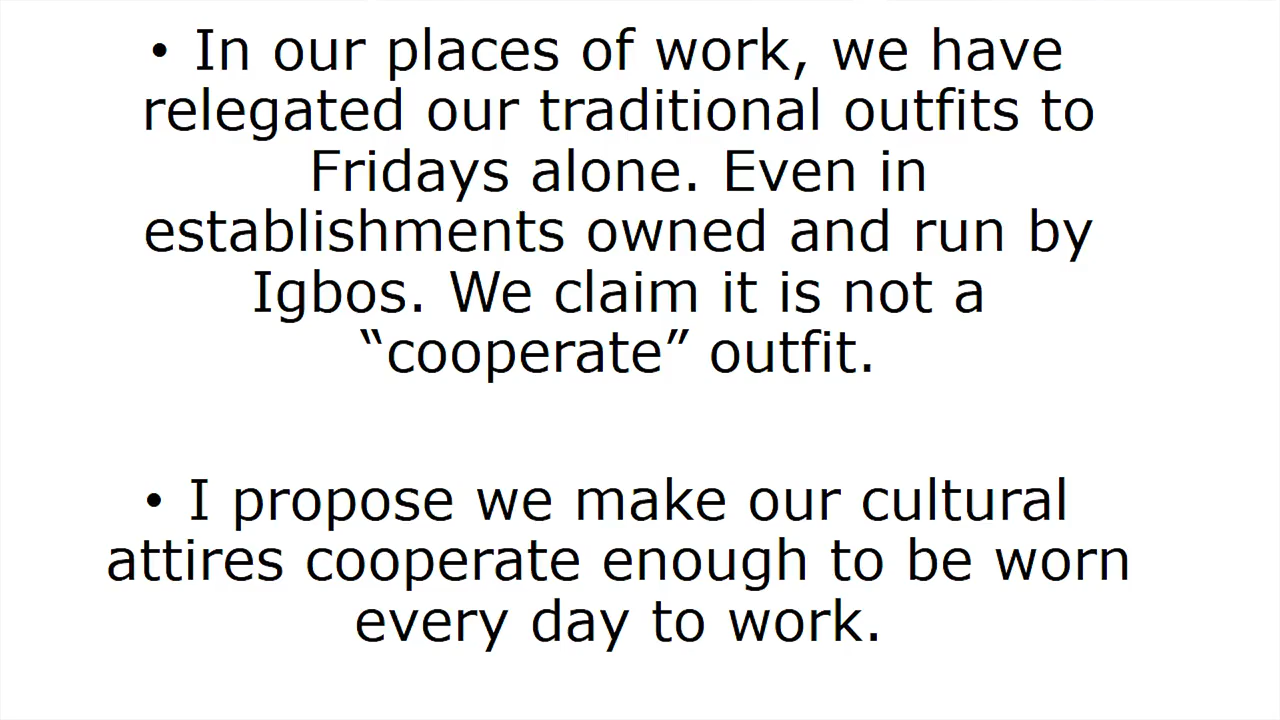 • In our places of work, we have
relegated our traditional outfits to
Fridays alone. Even in
establishments owned and run by
Igbos. We claim it is not a
“cooperate” outfit.
• I propose we make our cultural
attires cooperate enough to be worn
every day to work.